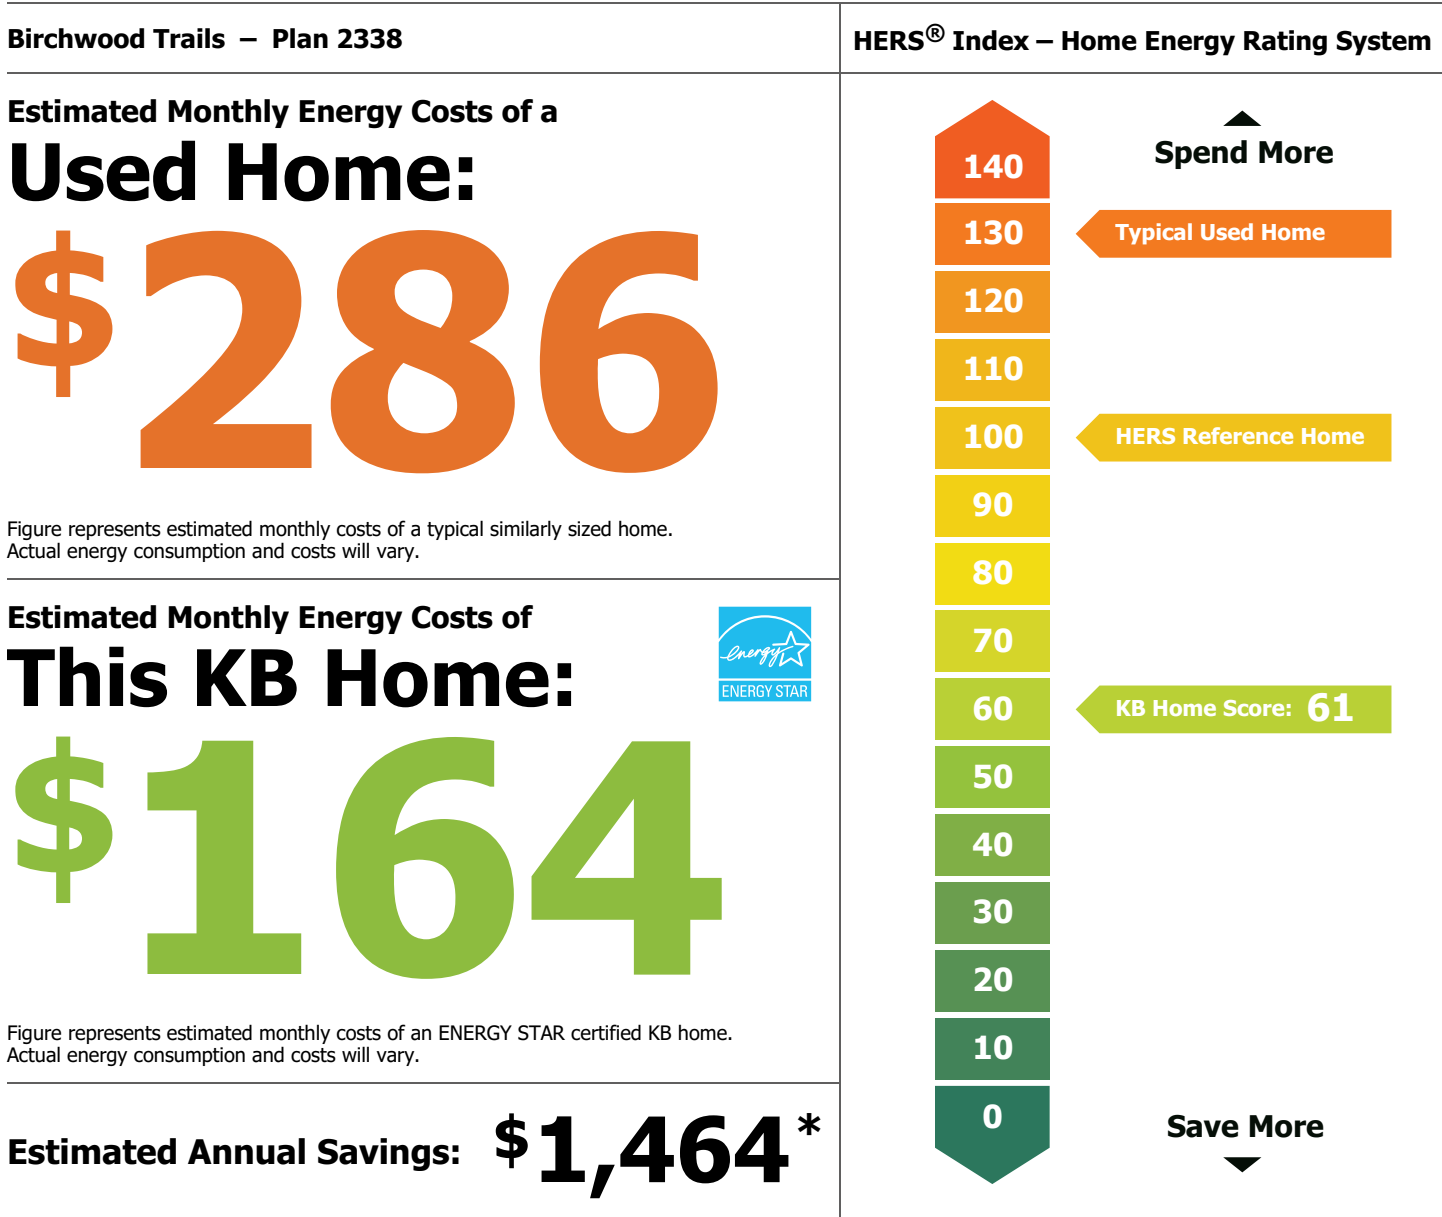 Birchwood Trails – Plan 2338
Estimated Monthly Energy Costs of a
Used Home:
$286
Figure represents estimated monthly costs of a typical similarly sized home.
Actual energy consumption and costs will vary.
Estimated Monthly Energy Costs of
This KB Home:
energy
ENERGY STAR
$164
Figure represents estimated monthly costs of an ENERGY STAR certified KB home.
Actual energy consumption and costs will vary.
Estimated Annual Savings: $1,464*
HERS® Index – Home Energy Rating System
Spend More
140
130 Typical Used Home
120
110
100 HERS Reference Home
90
80
70
60 KB Home Score: 61
50
40
30
20
10
0
Save More